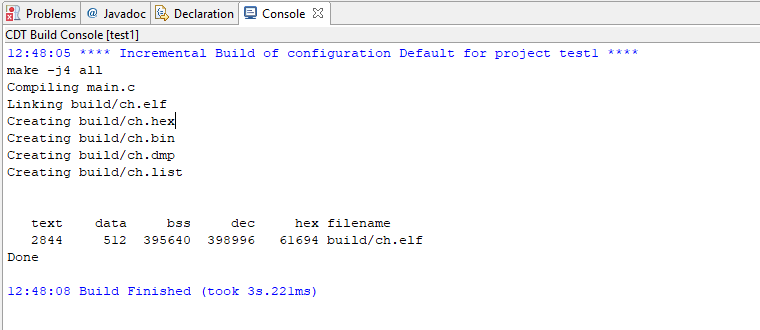 Problems @ Javadoc Declaration Console
CDT Build Console [test1]
12:48:05 **** Incremental Build of configuration Default for project test1 ****
make -j4 all
Compiling main.c
Linking build/ch.elf
Creating build/ch.hex
Creating build/ch.bin
Creating build/ch.dmp
Creating build/ch.list
text data bss dec hex filename
2844 512 395640 398996 61694 build/ch.elf
Done
12:48:08 Build Finished (took 3s.221ms)